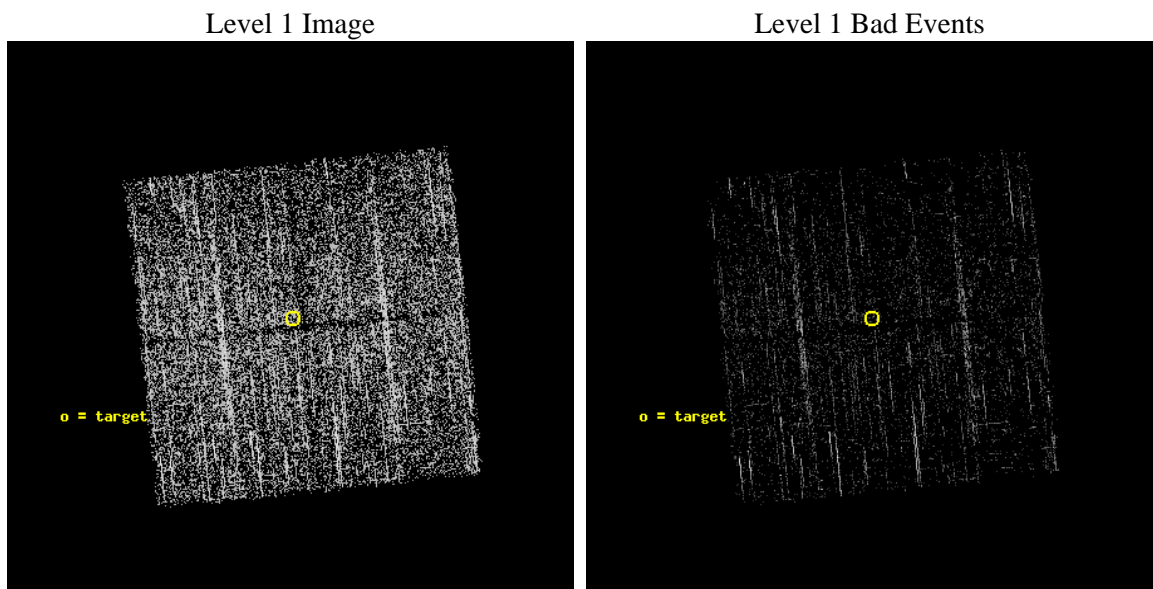 Level 1 Image
Level 1 Bad Events
o = target
o = target